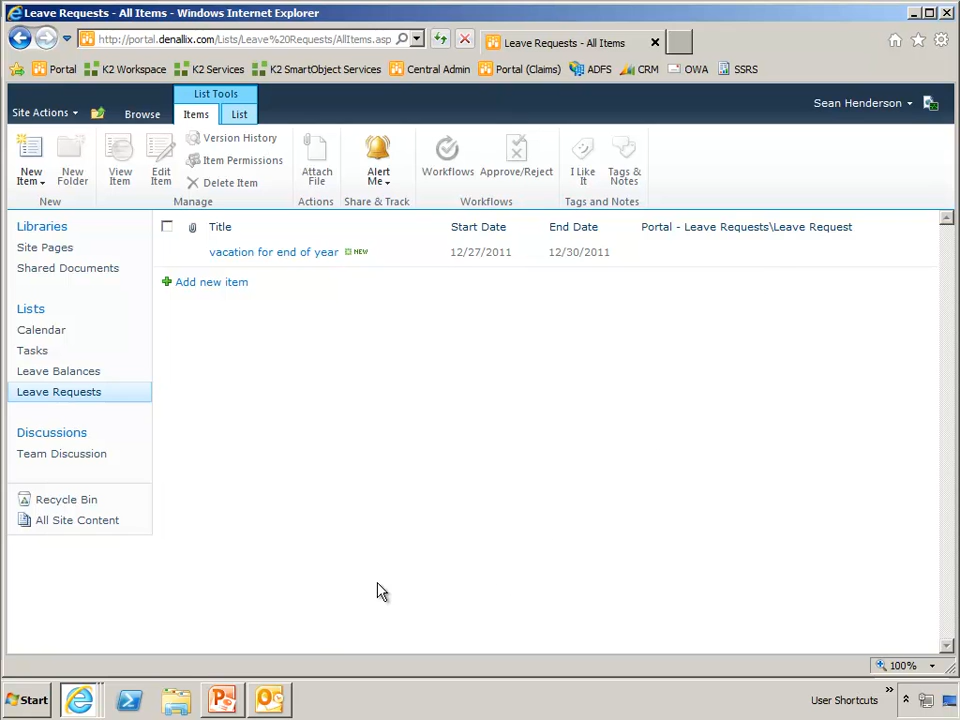 Leave Requests - All Items - Windows Internet Explorer
http://portal.denallix.com/Lists/Leave%20Requests/AllItems.asp
Leave Requests - All Items
Portal K2 Workspace K2 Services K2 SmartObject Services Central Admin Portal (Claims) ADFS CRM OWA SSRS
List Tools
Site Actions Browse Items List Sean Henderson
New Item
New Folder
View Item
Edit Item
Version History
Item Permissions
Delete Item
Attach File
Alert Me
Workflows
Approve/Reject
I Like It
Tags & Notes
New Manage Actions Share & Track Workflows Tags and Notes
Libraries
Site Pages
Shared Documents
Lists
Calendar
Tasks
Leave Balances
Leave Requests
Discussions
Team Discussion
Recycle Bin
All Site Content
Title Start Date End Date Portal - Leave Requests\Leave Request
vacation for end of year NEW 12/27/2011 12/30/2011
Add new item
100%
Start User Shortcuts »